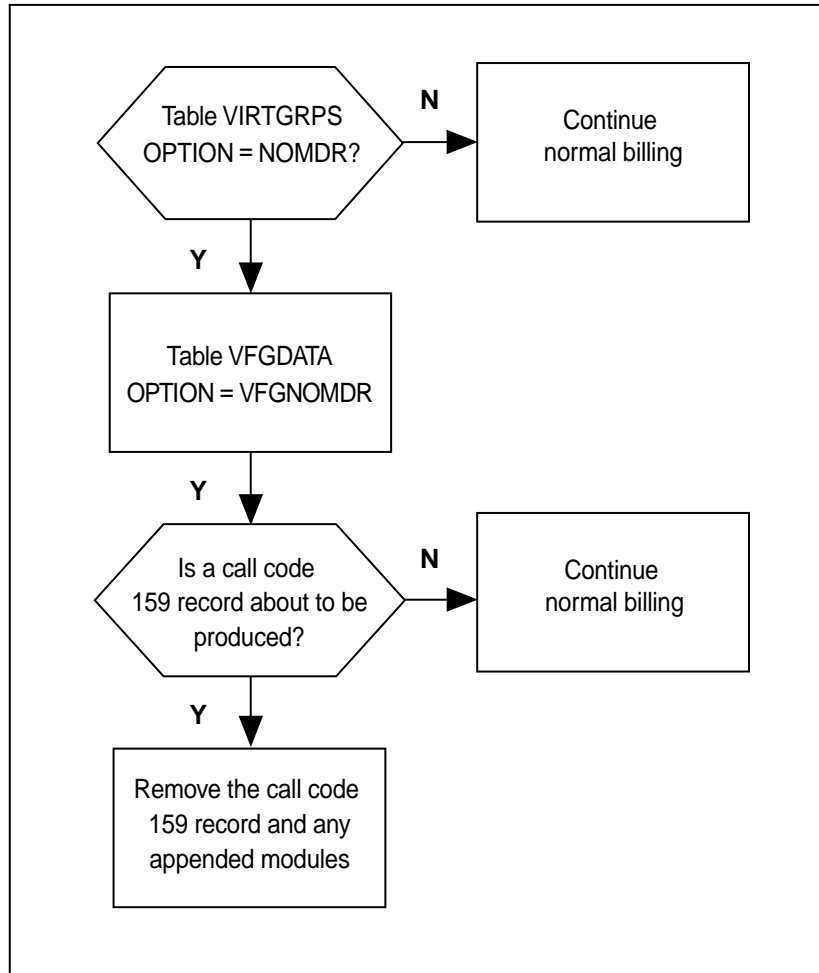 Table VIRTGRPS
OPTION = NOMDR?
N
Continue
normal billing
Y
Table VFGDATA
OPTION = VFGNOMDR
Y
Is a call code
159 record about to be
produced?
N
Continue
normal billing
Y
Remove the call code
159 record and any
appended modules